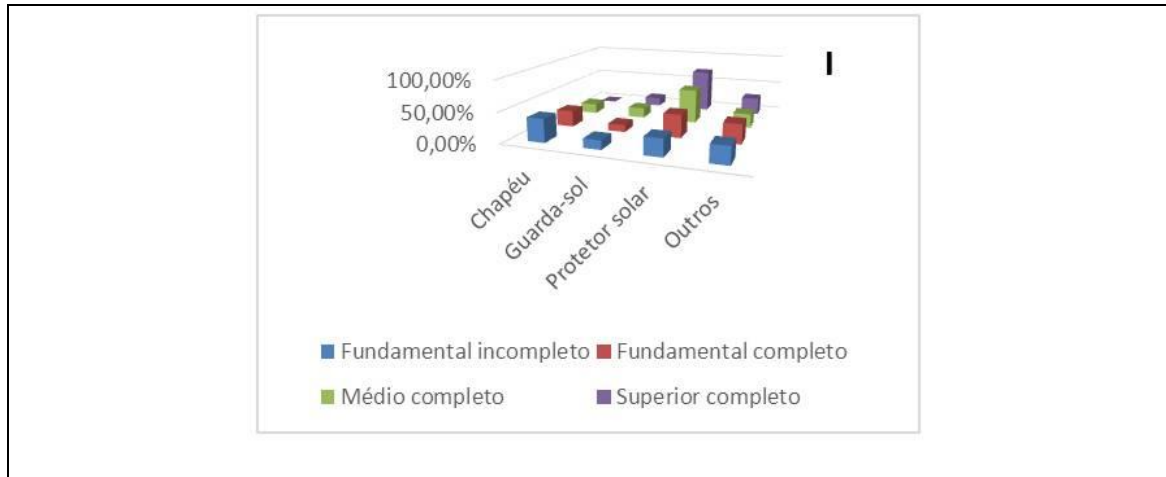 I
100,00%
50,00%
0,00%
Chapéu
Guarda-sol
Protetor solar
Outros
Fundamental incompleto Fundamental completo
Médio completo Superior completo